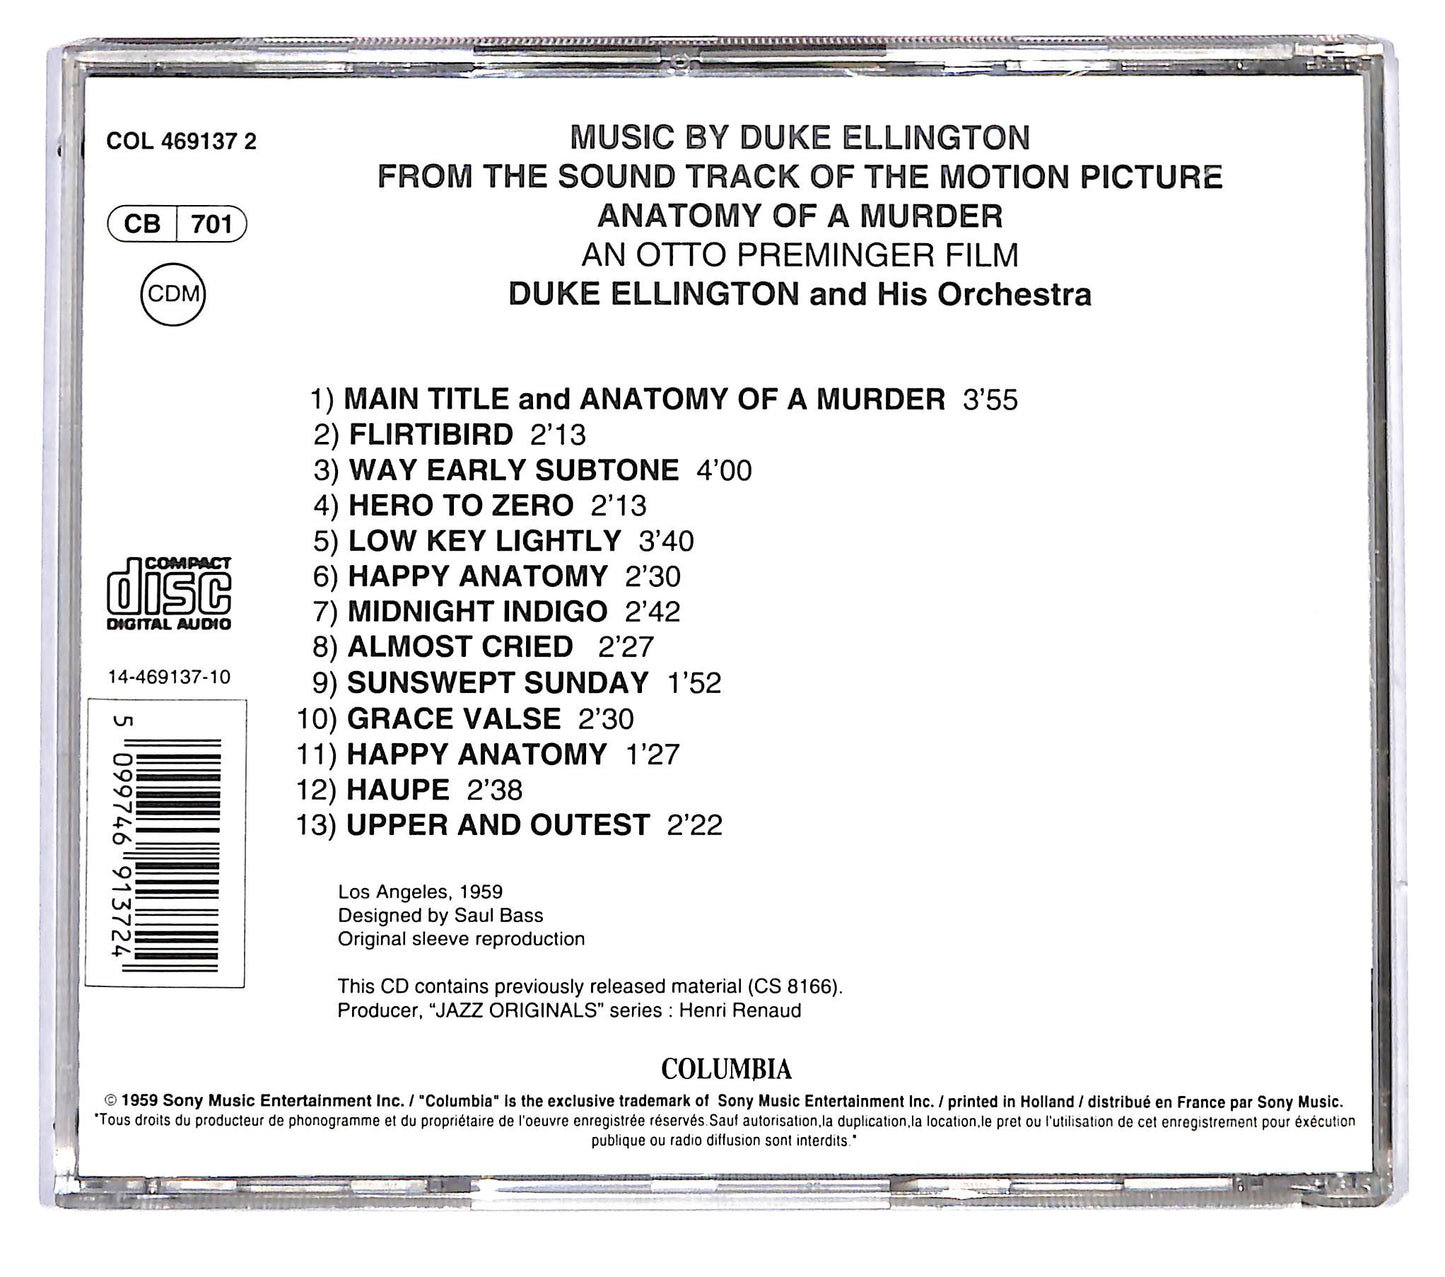 COL 469137 2
CB 701
CDM
MUSIC BY DUKE ELLINGTON
FROM THE SOUND TRACK OF THE MOTION PICTURE
ANATOMY OF A MURDER
AN OTTO PREMINGER FILM
DUKE ELLINGTON and His Orchestra
1) MAIN TITLE and ANATOMY OF A MURDER 3'55
2) FLIRTIBIRD 2'13
3) WAY EARLY SUBTONE 4'00
4) HERO TO ZERO 2'13
5) LOW KEY LIGHTLY 3'40
6) HAPPY ANATOMY 2'30
7) MIDNIGHT INDIGO 2'42
8) ALMOST CRIED 2'27
9) SUNSWEPT SUNDAY 1'52
10) GRACE VALSE 2'30
11) HAPPY ANATOMY 1'27
12) HAUPE 2'38
13) UPPER AND OUTEST 2'22
COMPACT
disc
DIGITAL AUDIO
14-469137-10
5 099746 913724
Los Angeles, 1959
Designed by Saul Bass
Original sleeve reproduction
This CD contains previously released material (CS 8166).
Producer, "JAZZ ORIGINALS" series : Henri Renaud
COLUMBIA
© 1959 Sony Music Entertainment Inc. / "Columbia" is the exclusive trademark of Sony Music Entertainment Inc. / printed in Holland / distribué en France par Sony Music.
"Tous droits du producteur de phonogramme et du propriétaire de l'oeuvre enregistrée réservés.Sauf autorisation,la duplication,la location,le pret ou l'utilisation de cet enregistrement pour éxécution
publique ou radio diffusion sont interdits."